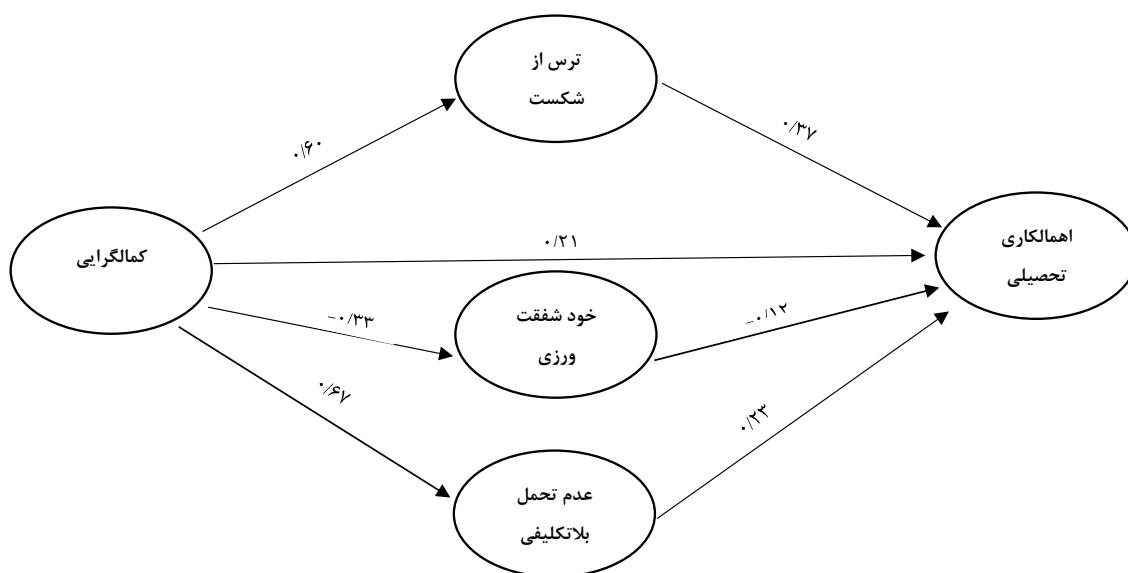 ترس از
شکست
۰/۶۰
۰/۳۷
کمالگرایی
۰/۲۱
اهمالکاری
تحصیلی
-۰/۳۳
خود شفقت
ورزی
-۰/۱۲
۰/۶۷
۰/۲۳
عدم تحمل
بلاتکلیفی